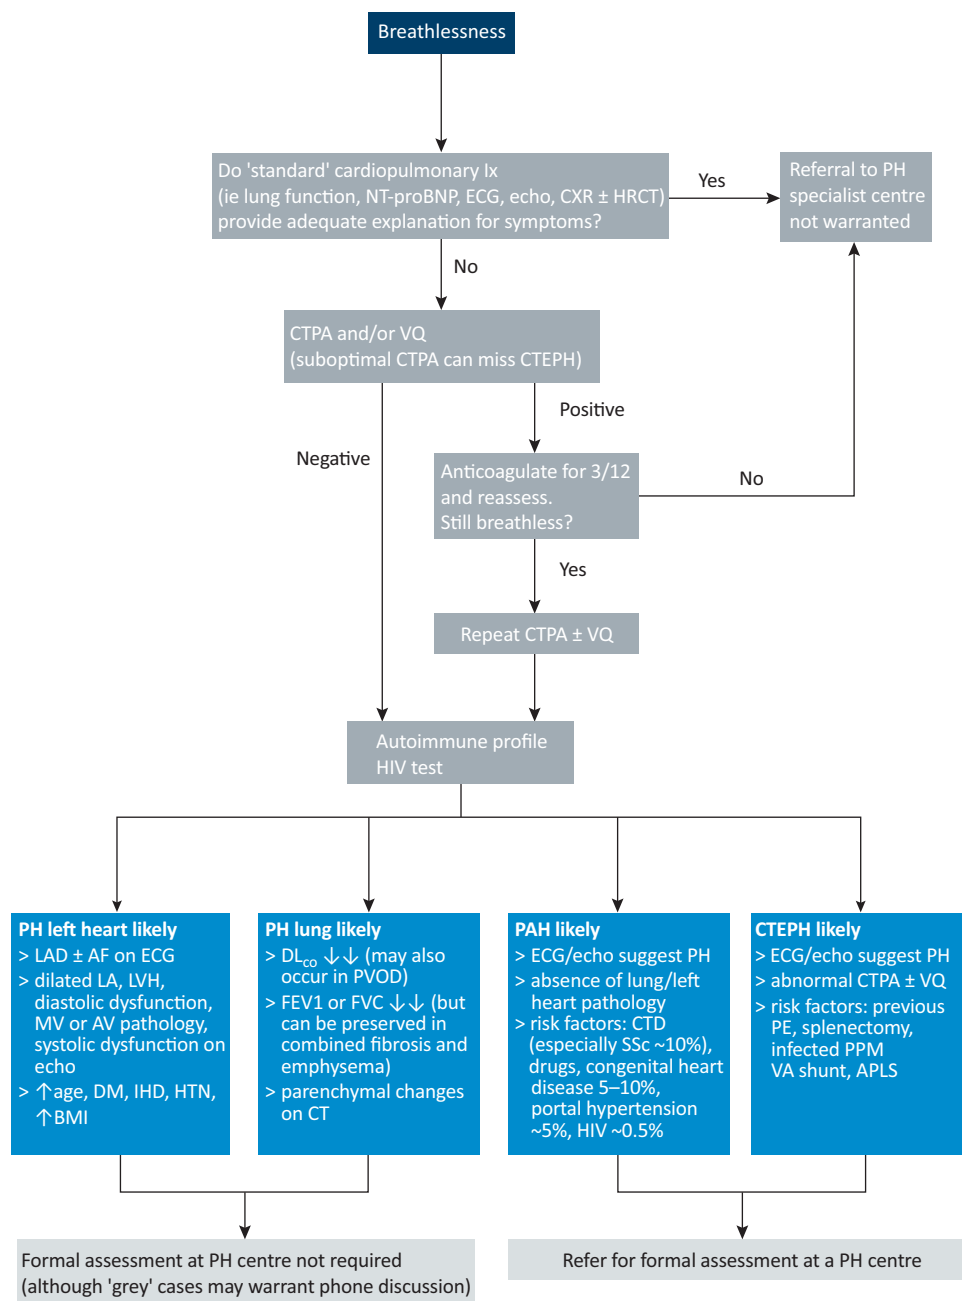 Breathlessness
Do 'standard' cardiopulmonary Ix
(ie lung function, NT-proBNP, ECG, echo, CXR ± HRCT)
provide adequate explanation for symptoms?
Yes
Referral to PH
specialist centre
not warranted
No
CTPA and/or VQ
(suboptimal CTPA can miss CTEPH)
Positive
Negative
Anticoagulate for 3/12
and reassess.
Still breathless?
No
Yes
Repeat CTPA ± VQ
Autoimmune profile
HIV test
PH left heart likely
> LAD ± AF on ECG
> dilated LA, LVH,
diastolic dysfunction,
MV or AV pathology,
systolic dysfunction on
echo
> ↑age, DM, IHD, HTN,
↑BMI
PH lung likely
> DLco ↓↓ (may also
occur in PVOD)
> FEV1 or FVC ↓↓ (but
can be preserved in
combined fibrosis and
emphysema)
> parenchymal changes
on CT
PAH likely
> ECG/echo suggest PH
> absence of lung/left
heart pathology
> risk factors: CTD
(especially SSc ~10%),
drugs, congenital heart
disease 5–10%,
portal hypertension
~5%, HIV ~0.5%
CTEPH likely
> ECG/echo suggest PH
> abnormal CTPA ± VQ
> risk factors: previous
PE, splenectomy,
infected PPM
VA shunt, APLS
Formal assessment at PH centre not required
(although 'grey' cases may warrant phone discussion)
Refer for formal assessment at a PH centre